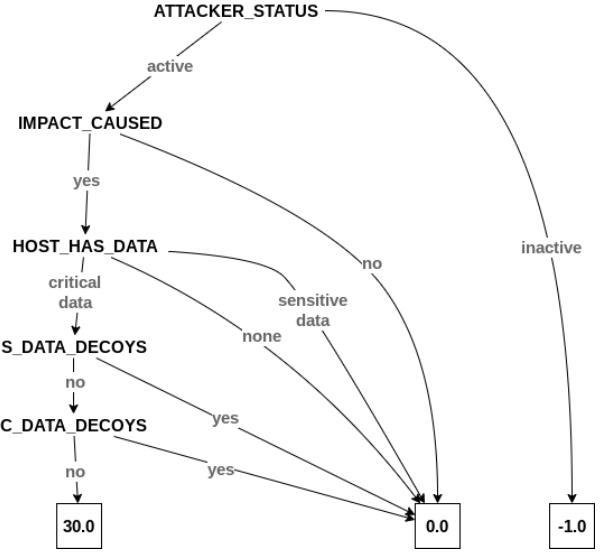 ATTACKER_STATUS
active
IMPACT_CAUSED
yes
HOST_HAS_DATA
inactive
no
critical
data
sensitive
data
none
S_DATA_DECOYS
no
yes
C_DATA_DECOYS
no
yes
30.0
0.0
-1.0